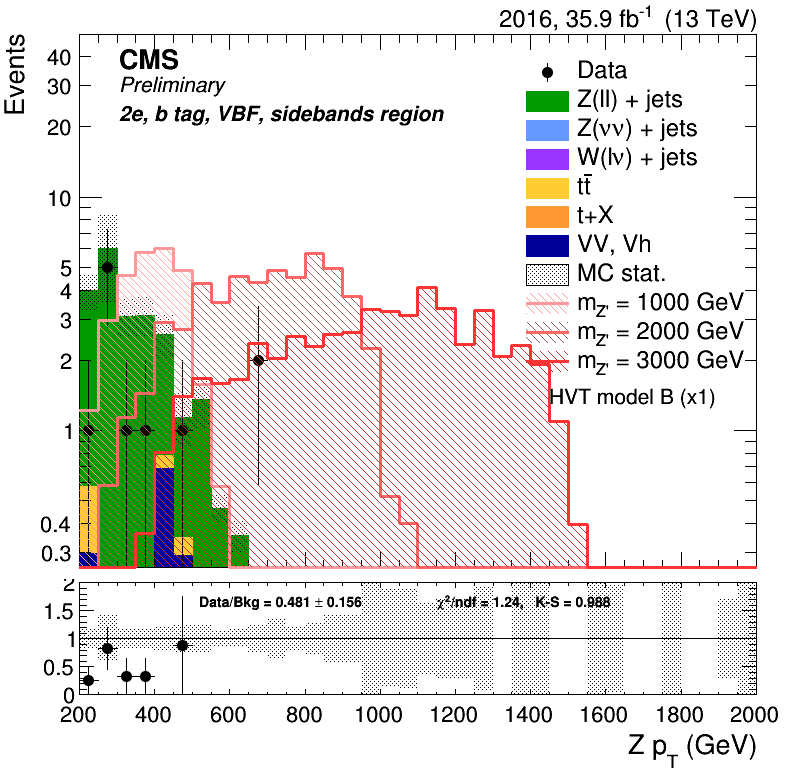 2016, 35.9 fb⁻¹ (13 TeV)
Events
CMS
Preliminary
2e, b tag, VBF, sidebands region
Data
Z(ll) + jets
Z(νν) + jets
W(lν) + jets
tt̄
t+X
VV, Vh
MC stat.
m_Z' = 1000 GeV
m_Z' = 2000 GeV
m_Z' = 3000 GeV
HVT model B (x1)
40
30
20
10
5
4
3
2
1
0.4
0.3
Data/Bkg = 0.481 ± 0.156
χ²/ndf = 1.24, K-S = 0.988
2
1.5
1
0.5
0
200 400 600 800 1000 1200 1400 1600 1800 2000
Z p_T (GeV)